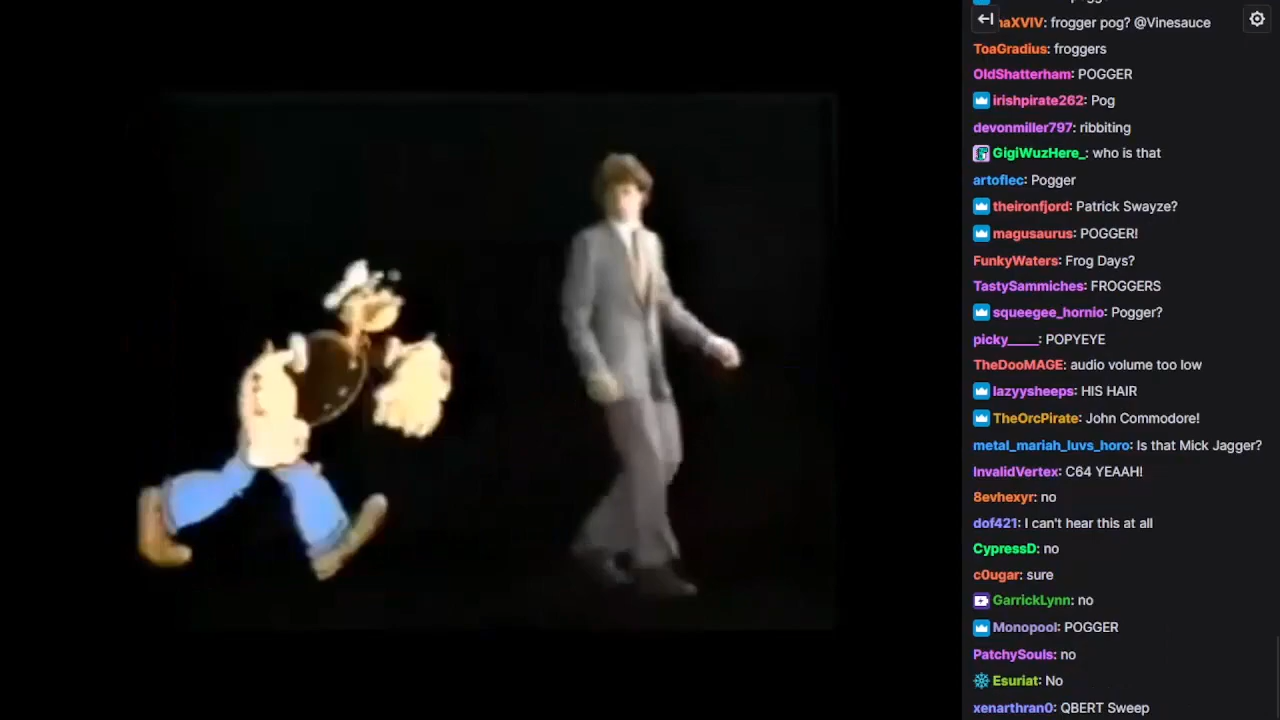 naXVIV: frogger pog? @Vinesauce
ToaGradius: froggers
OldShatterham: POGGER
irishpirate262: Pog
devonmiller797: ribbiting
GigiWuzHere_: who is that
artoflec: Pogger
theironfjord: Patrick Swayze?
magusaurus: POGGER!
FunkyWaters: Frog Days?
TastySammiches: FROGGERS
squeegee_hornio: Pogger?
picky_____: POPYEYE
TheDooMAGE: audio volume too low
lazyysheeps: HIS HAIR
TheOrcPirate: John Commodore!
metal_mariah_luvs_horo: Is that Mick Jagger?
InvalidVertex: C64 YEAAH!
8evhexyr: no
dof421: I can't hear this at all
CypressD: no
c0ugar: sure
GarrickLynn: no
Monopool: POGGER
PatchySouls: no
Esuriat: No
xenarthran0: QBERT Sweep